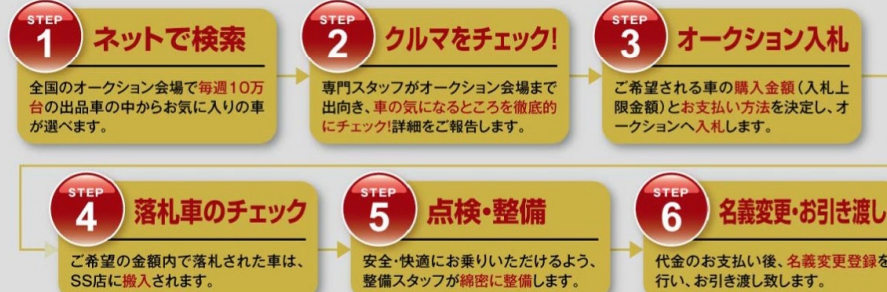 STEP
1
ネットで検索
全国のオークション会場で毎週10万
台の出品車の中からお気に入りの車
が選べます。
STEP
2
クルマをチェック!
専門スタッフがオークション会場まで
出向き、車の気になるところを徹底的
にチェック!詳細をご報告します。
STEP
3
オークション入札
ご希望される車の購入金額(入札上
限金額)とお支払い方法を決定し、オ
ークションへ入札します。
STEP
4
落札車のチェック
ご希望の金額内で落札された車は、
SS店に搬入されます。
STEP
5
点検・整備
安全・快適にお乗りいただけるよう、
整備スタッフが綿密に整備します。
STEP
6
名義変更・お引き渡し
代金のお支払い後、名義変更登録を
行い、お引き渡し致します。